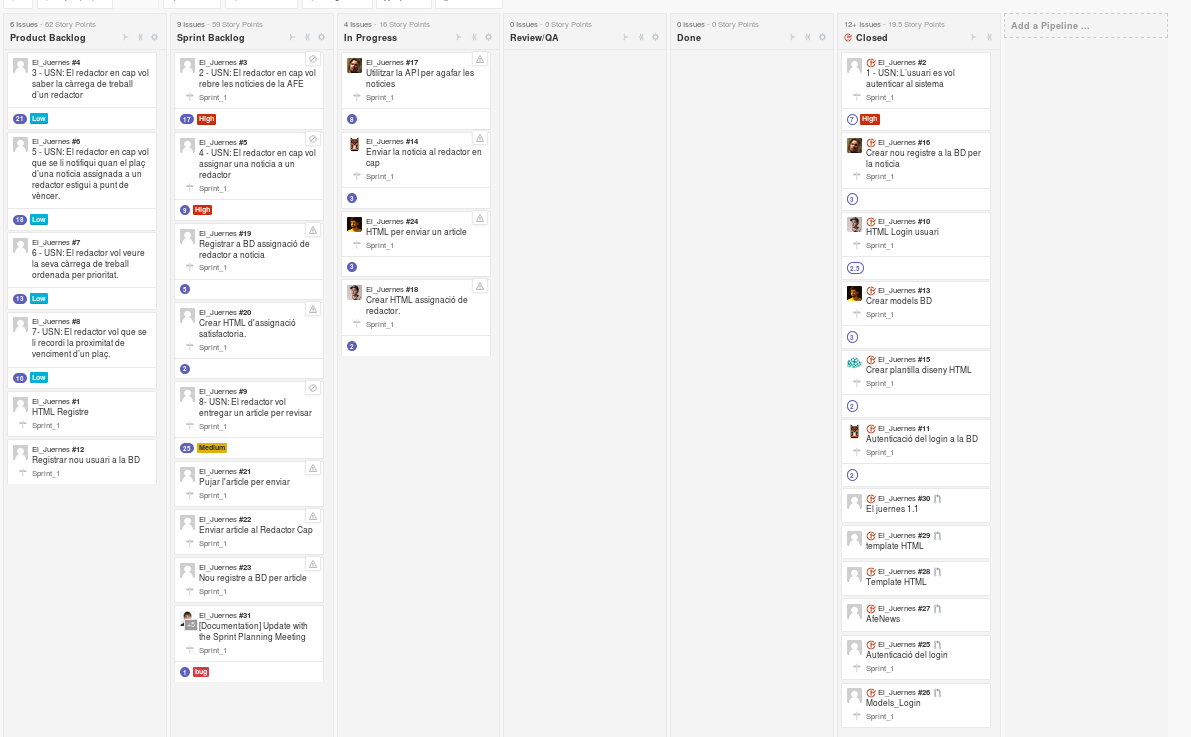 6 Issues · 62 Story Points
Product Backlog
El_Juernes #4
3 - USN: El redactor en cap vol
saber la càrrega de treball
d'un redactor
21 Low
El_Juernes #6
5 - USN: El redactor en cap vol
que se li notifiqui quan el plaç
d'una noticia assignada a un
redactor estigui a punt de
vèncer.
18 Low
El_Juernes #7
6 - USN: El redactor vol veure
la seva càrrega de treball
ordenada per prioritat.
13 Low
El_Juernes #8
7- USN: El redactor vol que se
li recordi la proximitat de
venciment d'un plaç.
10 Low
El_Juernes #1
HTML Registre
Sprint_1
El_Juernes #12
Registrar nou usuari a la BD
Sprint_1
9 Issues · 59 Story Points
Sprint Backlog
El_Juernes #3
2 - USN: El redactor en cap vol
rebre les notícies de la AFE
Sprint_1
17 High
El_Juernes #5
4 - USN: El redactor en cap vol
assignar una noticia a un
redactor
Sprint_1
9 High
El_Juernes #19
Registrar a BD assignació de
redactor a notícia
Sprint_1
5
El_Juernes #20
Crear HTML d'assignació
satisfactoria.
Sprint_1
2
El_Juernes #9
8- USN: El redactor vol
entregar un article per revisar
Sprint_1
25 Medium
El_Juernes #21
Pujar l'article per enviar
Sprint_1
El_Juernes #22
Enviar article al Redactor Cap
Sprint_1
El_Juernes #23
Nou registre a BD per article
Sprint_1
El_Juernes #31
[Documentation] Update with
the Sprint Planning Meeting
Sprint_1
1 bug
4 Issues · 16 Story Points
In Progress
El_Juernes #17
Utilitzar la API per agafar les
noticies
Sprint_1
8
El_Juernes #14
Enviar la noticia al redactor en
cap
Sprint_1
3
El_Juernes #24
HTML per enviar un article
Sprint_1
3
El_Juernes #18
Crear HTML assignació de
redactor.
Sprint_1
2
0 Issues · 0 Story Points
Review/QA
0 Issues · 0 Story Points
Done
12+ Issues · 19.5 Story Points
Closed
El_Juernes #2
1 - USN: L'usuari es vol
autenticar al sistema
Sprint_1
7 High
El_Juernes #16
Crear nou registre a la BD per
la noticia
Sprint_1
3
El_Juernes #10
HTML Login usuari
Sprint_1
2.5
El_Juernes #13
Crear models BD
Sprint_1
3
El_Juernes #15
Crear plantilla diseny HTML
Sprint_1
2
El_Juernes #11
Autenticació del login a la BD
Sprint_1
2
El_Juernes #30
El juernes 1.1
El_Juernes #29
template HTML
El_Juernes #28
Template HTML
El_Juernes #27
AfeNews
El_Juernes #25
Autenticació del login
Sprint_1
El_Juernes #26
Models_Login
Sprint_1
Add a Pipeline ...